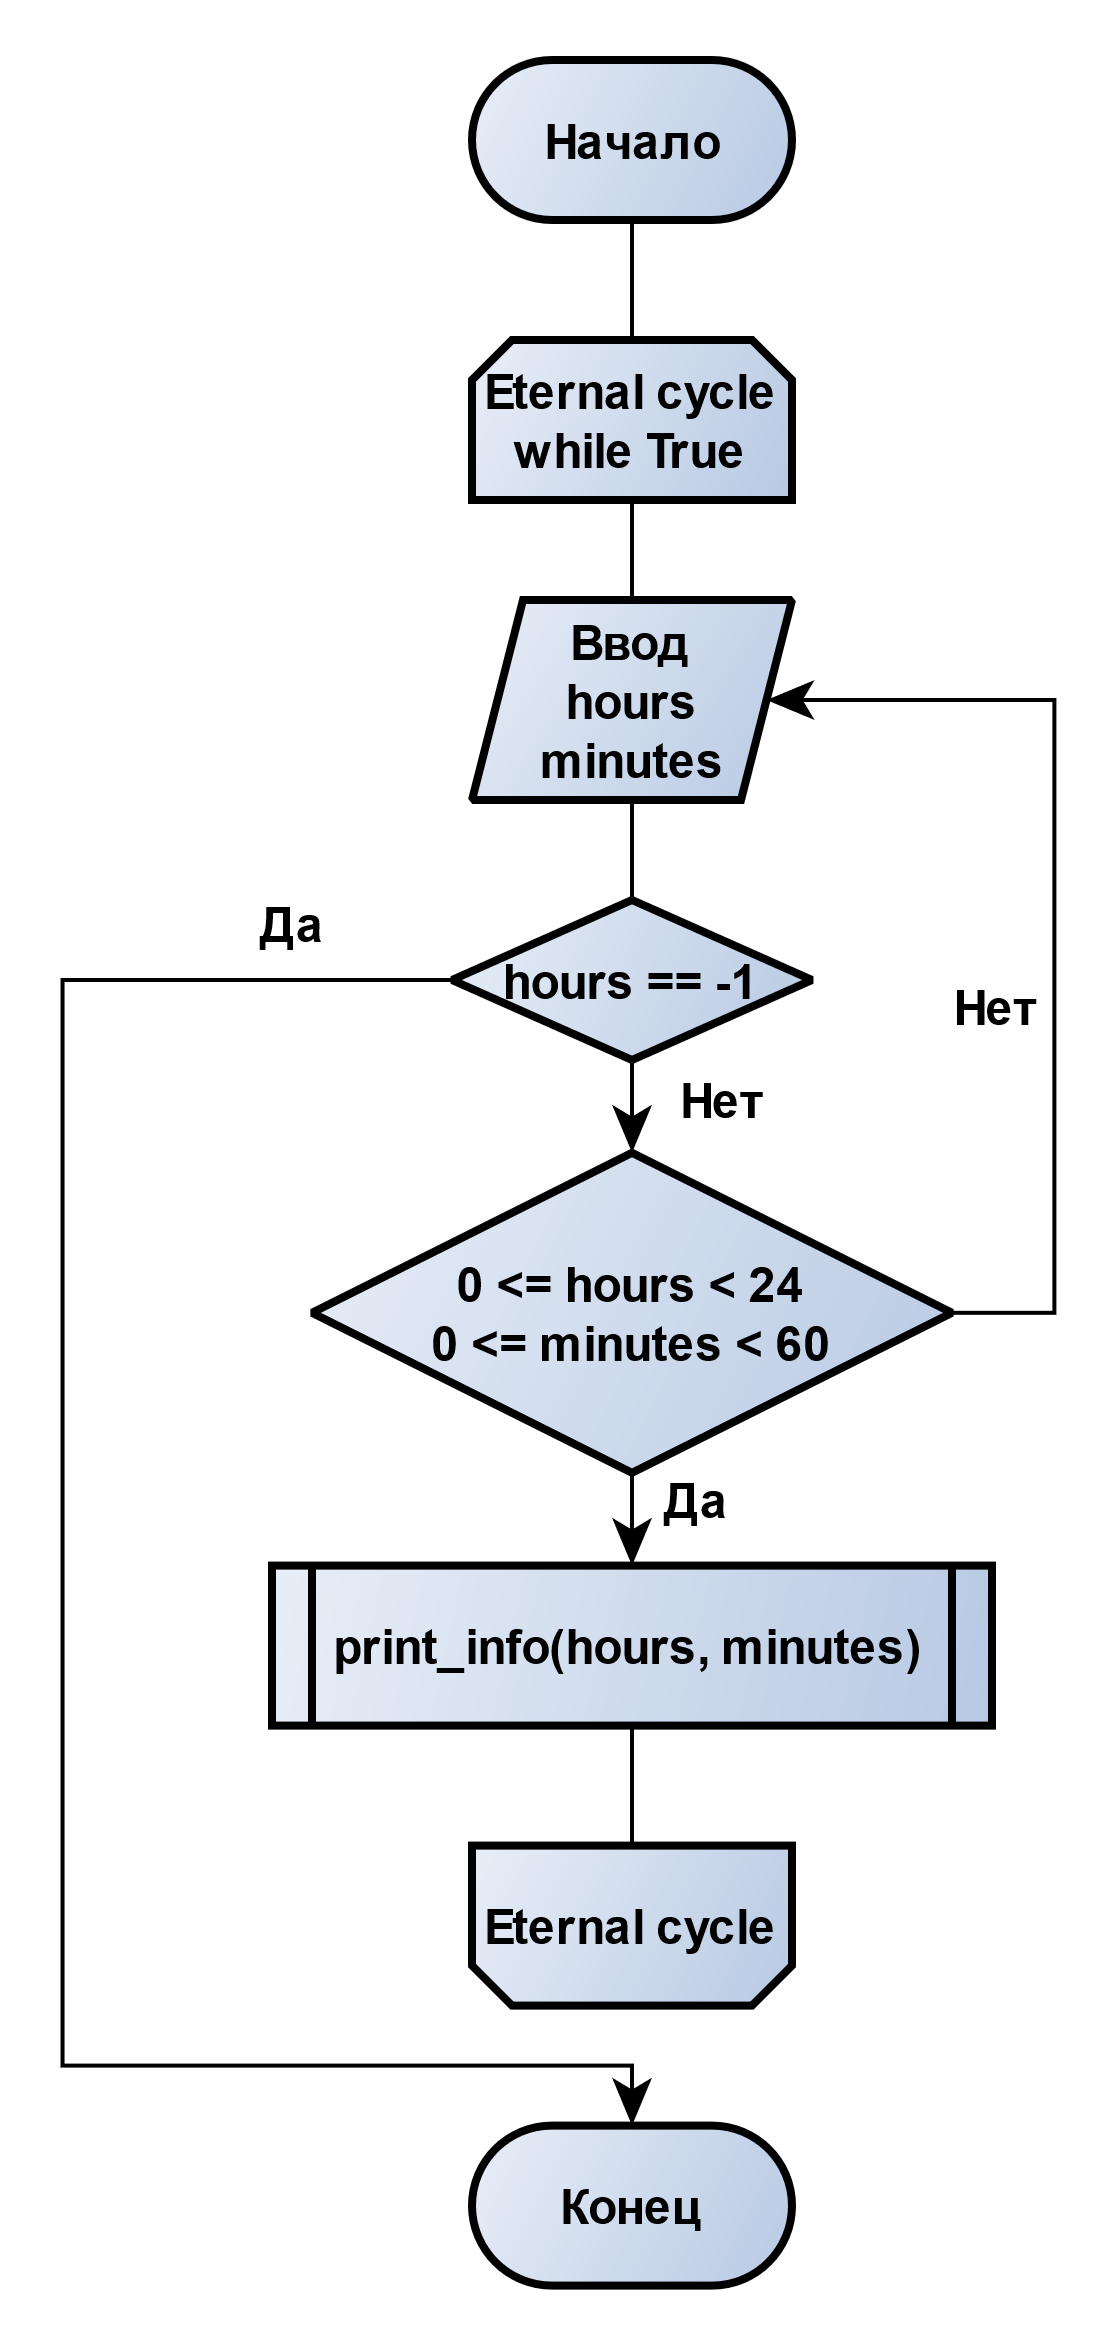 Начало
Eternal cycle
while True
Ввод
hours
minutes
Да
hours == -1
Нет
Нет
0 <= hours < 24
0 <= minutes < 60
Да
print_info(hours, minutes)
Eternal cycle
Конец